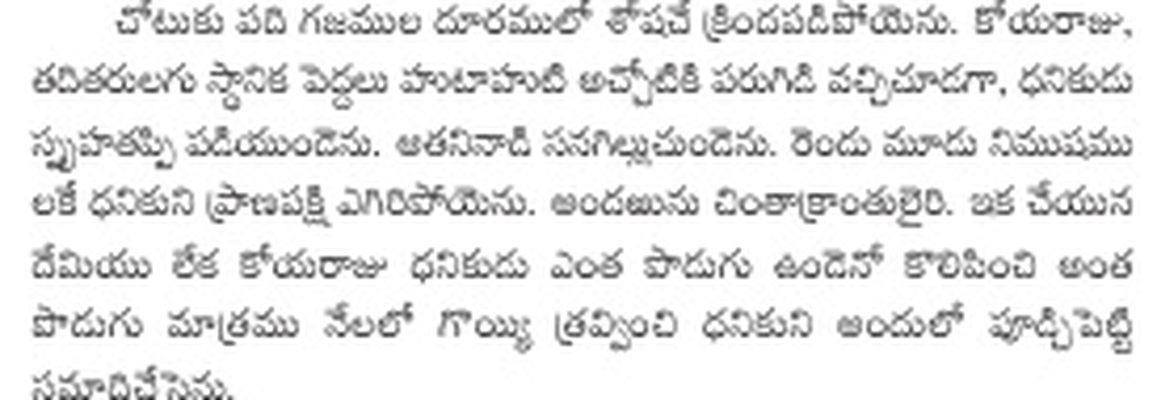 చోటుకు పది గజముల దూరములో శోషచే క్రిందపడిపోయెను. కోయరాజు,
తదితరులగు స్థానిక పెద్దలు హుటాహుటి అచ్చోటికి పరుగిడి వచ్చిచూడగా, ధనికుడు
స్పృహతప్పి పడియుండెను. ఆతనినాడి సనగిల్లుచుండెను. రెండు మూడు నిముషము
లకే ధనికుని ప్రాణపక్షి ఎగిరిపోయెను. అందఱును చింతాక్రాంతులైరి. ఇక చేయున
దేమియు లేక కోయరాజు ధనికుడు ఎంత పొడుగు ఉండెనో కొలిపించి అంత
పొడుగు మాత్రము నేలలో గొయ్యి త్రవ్వించి ధనికుని అందులో పూడ్చిపెట్టి
సమాదిచేసెను.